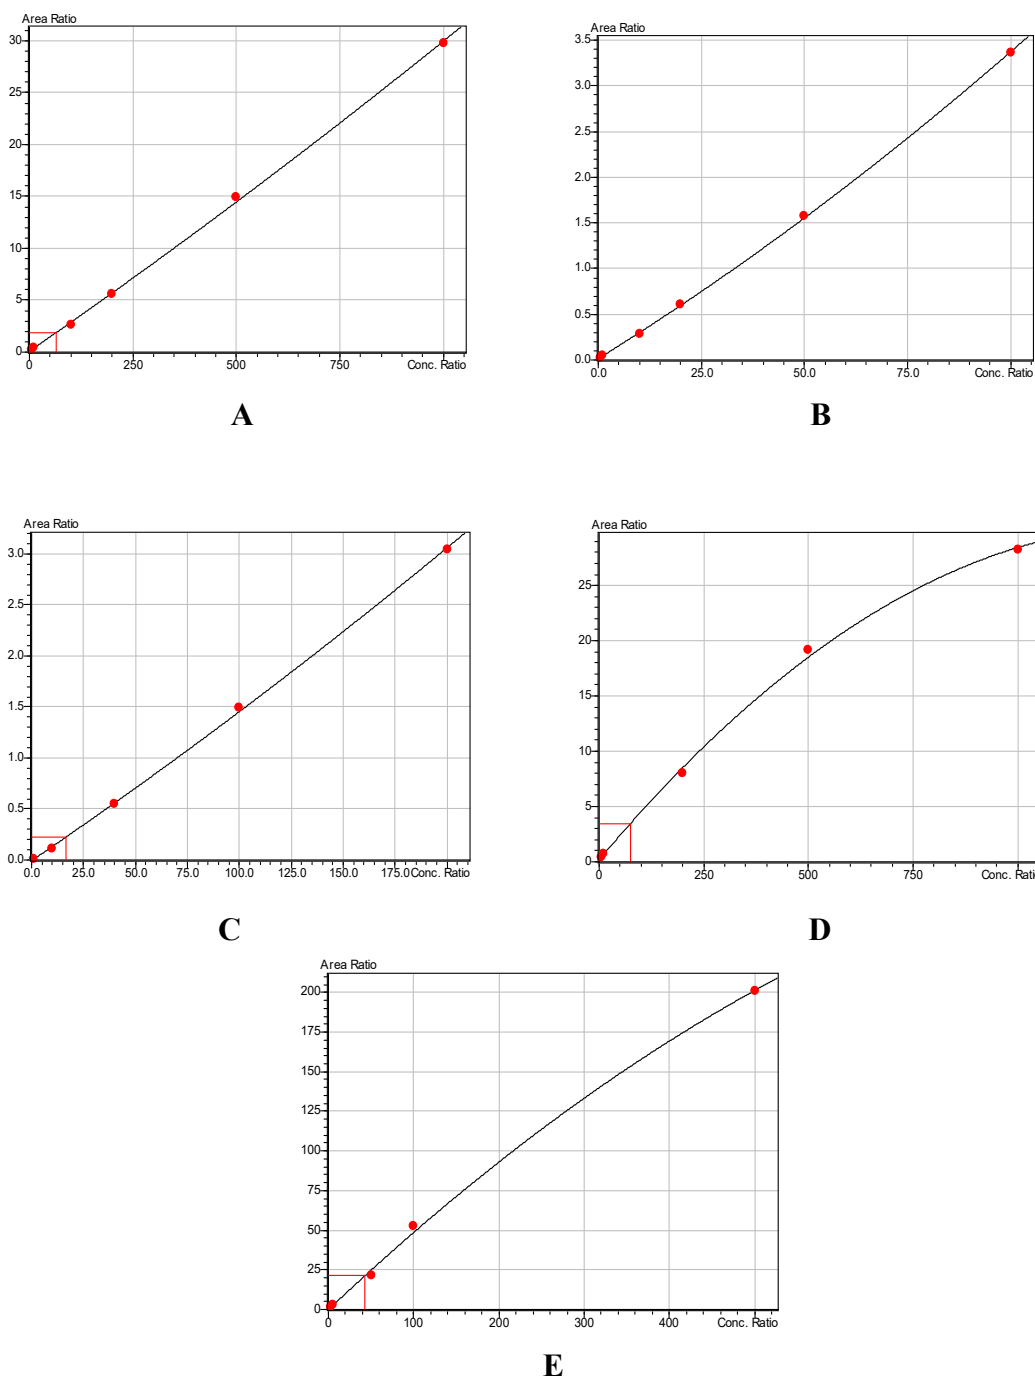 Area Ratio
30
25
20
15
10
5
0
0 250 500 750 Conc. Ratio
A
Area Ratio
3.5
3.0
2.5
2.0
1.5
1.0
0.5
0.0
0.0 25.0 50.0 75.0 Conc. Ratio
B
Area Ratio
3.0
2.5
2.0
1.5
1.0
0.5
0.0
0.0 25.0 50.0 75.0 100.0 125.0 150.0 175.0 Conc. Ratio
C
Area Ratio
25
20
15
10
5
0
0 250 500 750 Conc. Ratio
D
Area Ratio
200
175
150
125
100
75
50
25
0
0 100 200 300 400 Conc. Ratio
E